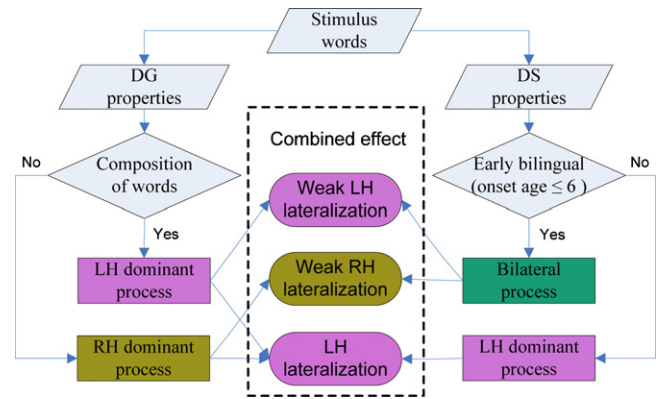 Stimulus
words
DG
properties
DS
properties
Combined effect
No
Composition
of words
Early bilingual
(onset age ≤ 6 )
No
Weak LH
lateralization
Yes
Yes
LH dominant
process
Weak RH
lateralization
Bilateral
process
RH dominant
process
LH
lateralization
LH dominant
process